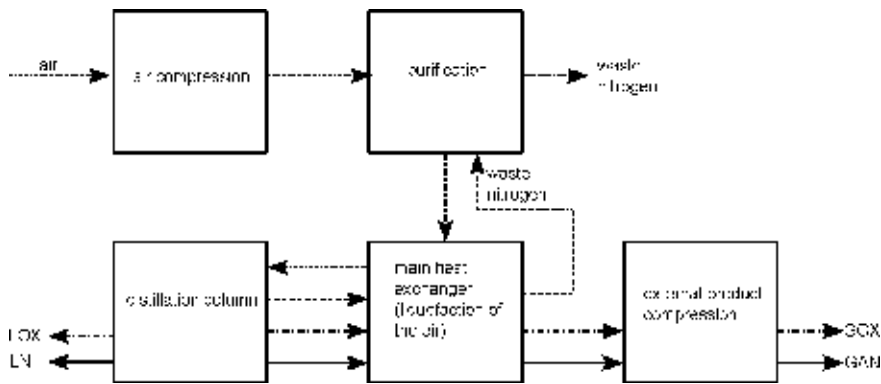 air
air compression
purification
waste
nitrogen
waste
nitrogen
distillation column
main heat
exchanger
(liquefaction of
the air)
external product
compression
LOX
LIN
GOX
GAN